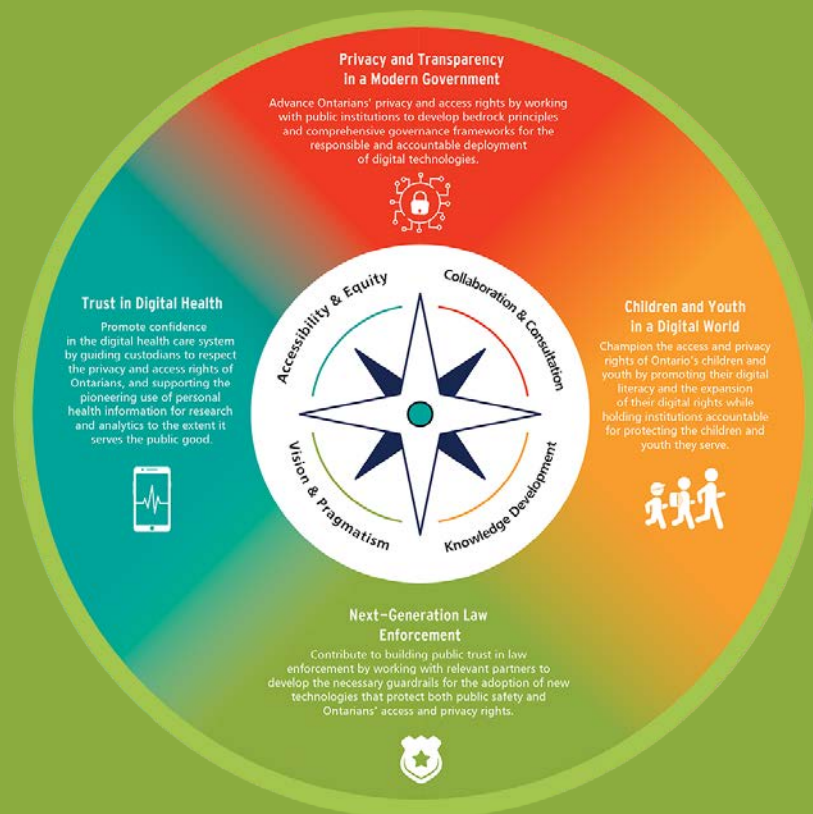 Privacy and Transparency
in a Modern Government
Advance Ontarians' privacy and access rights by working
with public institutions to develop bedrock principles
and comprehensive governance frameworks for the
responsible and accountable deployment
of digital technologies.
Trust in Digital Health
Promote confidence
in the digital health care system
by guiding custodians to respect
the privacy and access rights of
Ontarians, and supporting the
pioneering use of personal
health information for research
and analytics to the extent it
serves the public good.
Accessibility & Equity
Collaboration & Consultation
Vision & Pragmatism
Knowledge Development
Children and Youth
in a Digital World
Champion the access and privacy
rights of Ontario's children and
youth by promoting their digital
literacy and the expansion
of their digital rights while
holding institutions accountable
for protecting the children and
youth they serve.
Next-Generation Law
Enforcement
Contribute to building public trust in law
enforcement by working with relevant partners to
develop the necessary guardrails for the adoption of new
technologies that protect both public safety and
Ontarians' access and privacy rights.